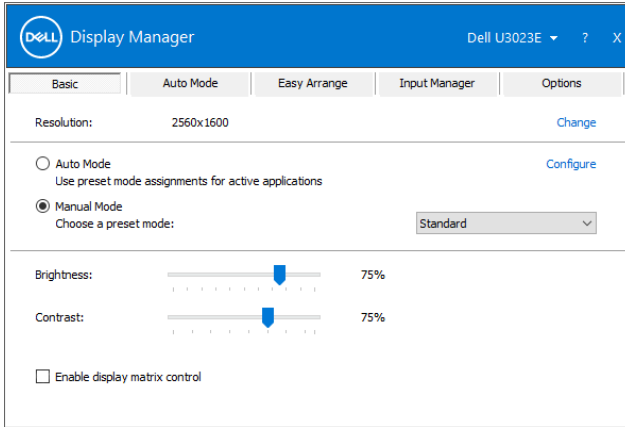 DELL Display Manager Dell U3023E ? X
Basic Auto Mode Easy Arrange Input Manager Options
Resolution: 2560x1600 Change
Auto Mode Configure
Use preset mode assignments for active applications
Manual Mode
Choose a preset mode: Standard
Brightness: 75%
Contrast: 75%
Enable display matrix control